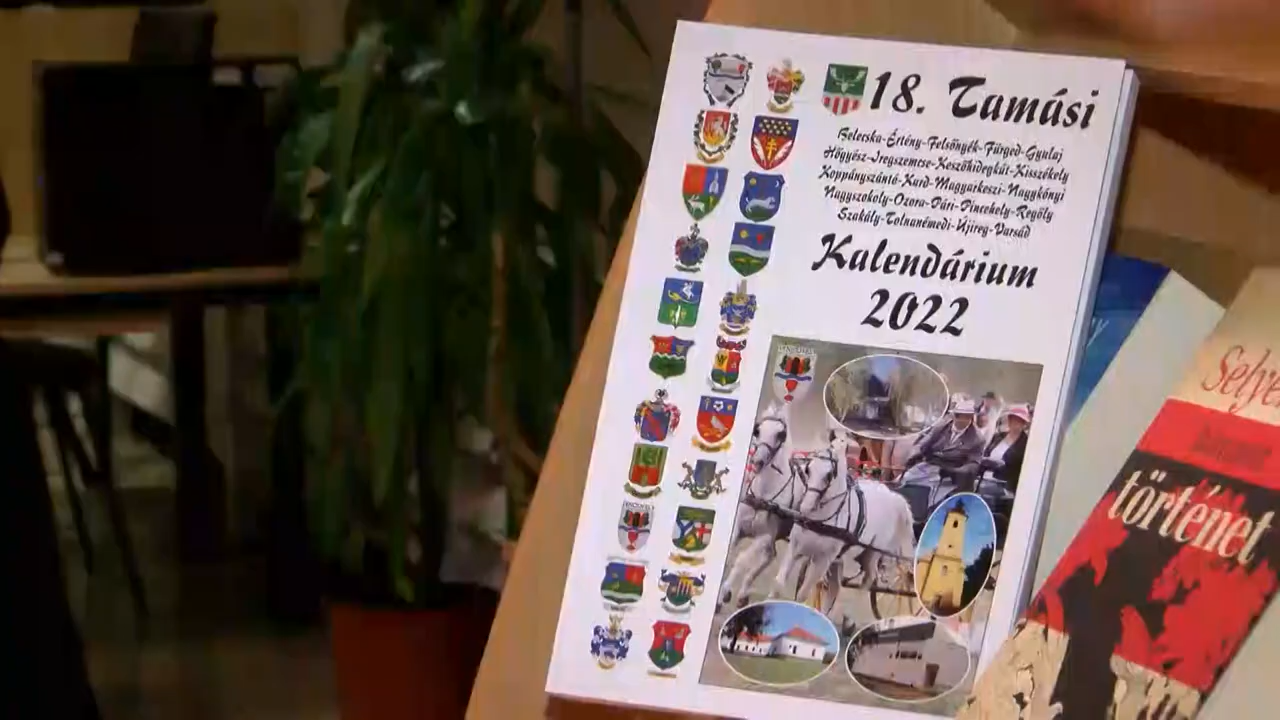 18. Tamási
Belecska-Értény-Felsőnyék-Fürged-Gyulaj
Hőgyész-Iregszemcse-Keszőhidegkút-Kisszékely
Koppányszántó-Kurd-Magyarkeszi-Nagykónyi
Nagyszokoly-Ozora-Pári-Pincehely-Regöly
Szakály-Tolnanémedi-Újireg-Varsád
Kalendárium
2022
történet